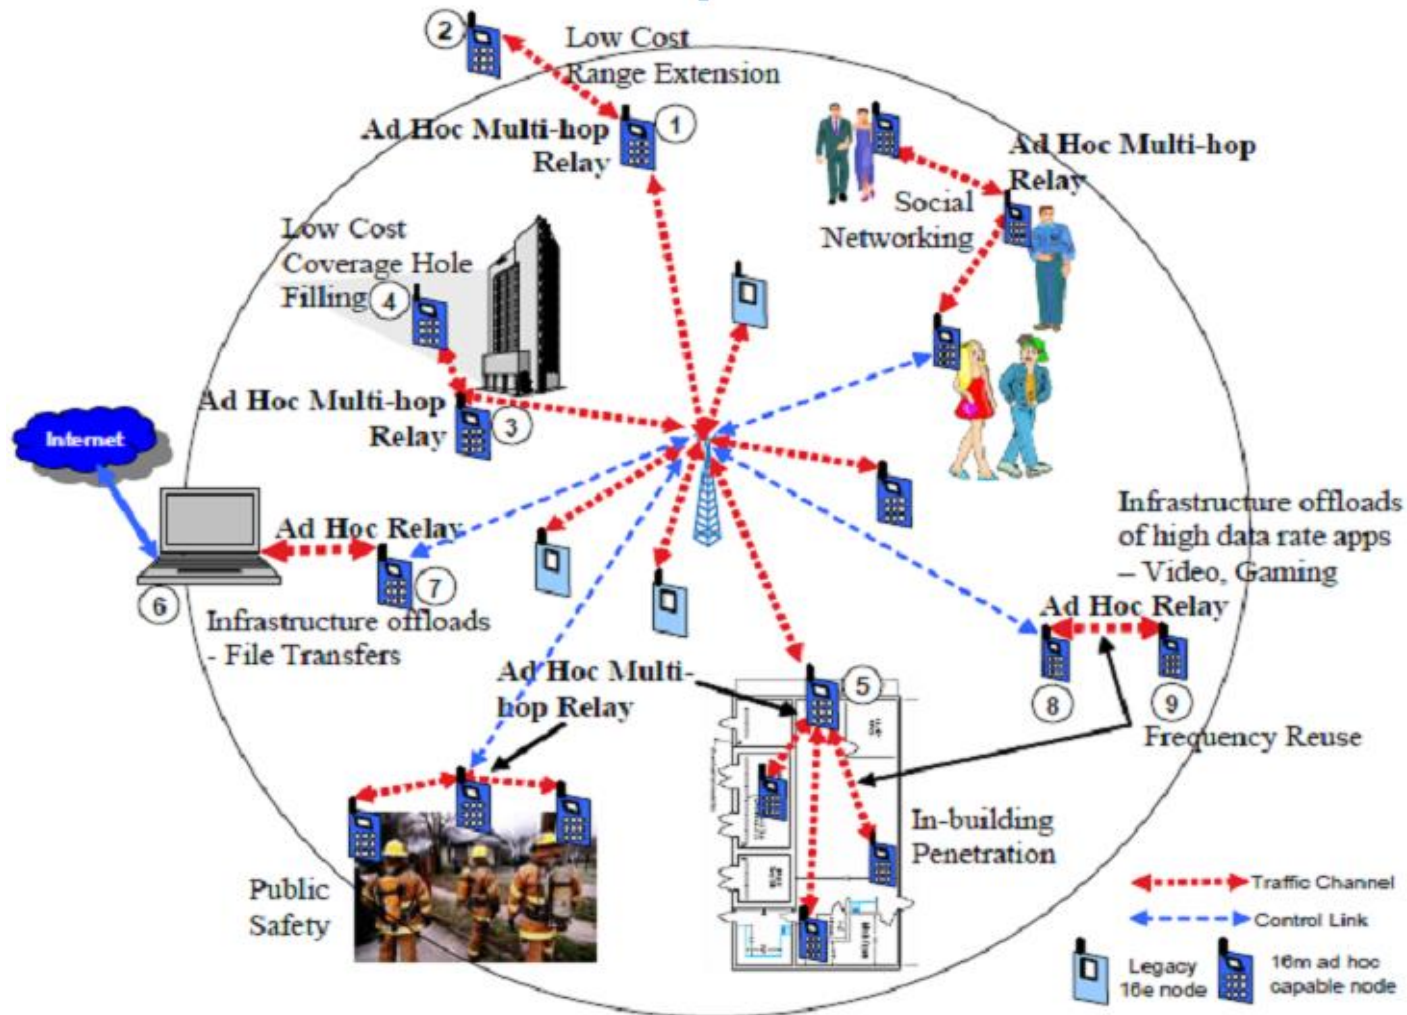 2
Low Cost
Range Extension
1
Ad Hoc Multi-hop
Relay
Ad Hoc Multi-hop
Relay
Social
Networking
Low Cost
Coverage Hole
Filling
4
Ad Hoc Multi-hop
Relay
3
Internet
Ad Hoc Relay
6
7
Infrastructure offloads
- File Transfers
Infrastructure offloads
of high data rate apps
– Video, Gaming
Ad Hoc Relay
8
9
Frequency Reuse
Ad Hoc Multi-
hop Relay
5
In-building
Penetration
Public
Safety
Traffic Channel
Control Link
Legacy
16e node
16m ad hoc
capable node